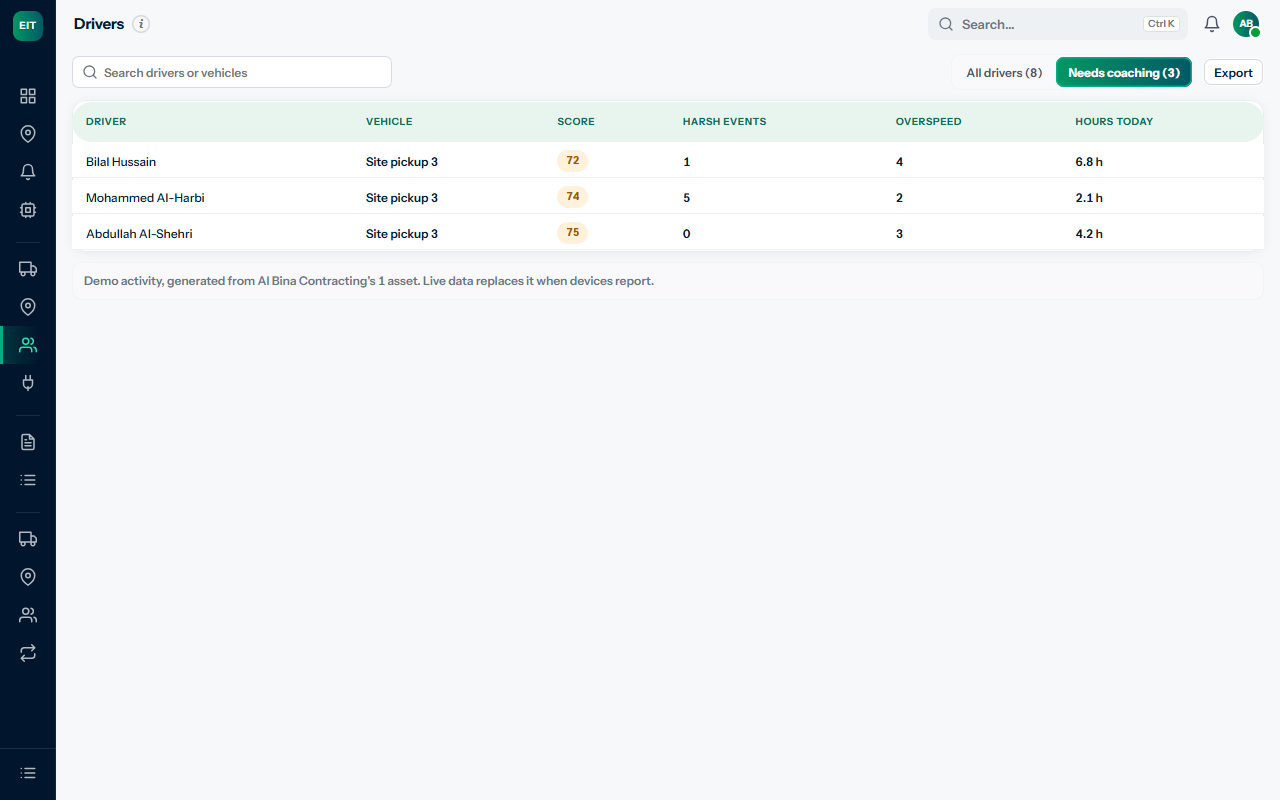 EIT
Drivers
i
Search...
Ctrl K
AB
Search drivers or vehicles
All drivers (8)
Needs coaching (3)
Export
DRIVER VEHICLE SCORE HARSH EVENTS OVERSPEED HOURS TODAY
Bilal Hussain Site pickup 3 72 1 4 6.8 h
Mohammed Al-Harbi Site pickup 3 74 5 2 2.1 h
Abdullah Al-Shehri Site pickup 3 75 0 3 4.2 h
Demo activity, generated from Al Bina Contracting's 1 asset. Live data replaces it when devices report.